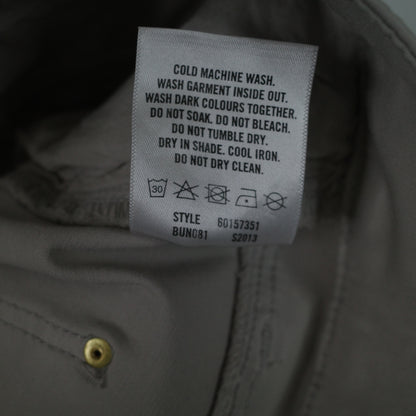 COLD MACHINE WASH.
WASH GARMENT INSIDE OUT.
WASH DARK COLOURS TOGETHER.
DO NOT SOAK. DO NOT BLEACH.
DO NOT TUMBLE DRY.
DRY IN SHADE. COOL IRON.
DO NOT DRY CLEAN.
30
STYLE 60157351
BUN081 S2013